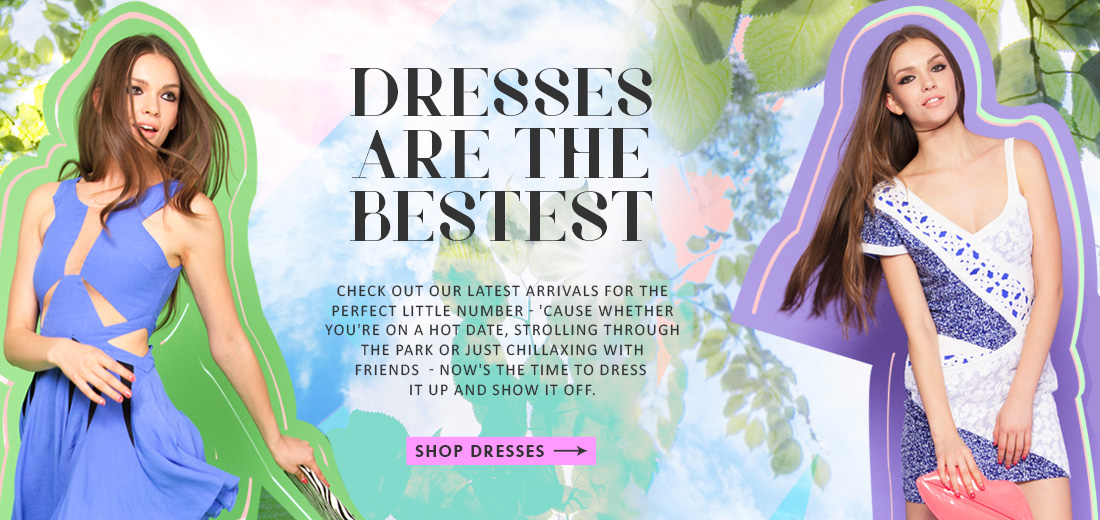 DRESSES
ARE THE
BESTEST
CHECK OUT OUR LATEST ARRIVALS FOR THE
PERFECT LITTLE NUMBER - 'CAUSE WHETHER
YOU'RE ON A HOT DATE, STROLLING THROUGH
THE PARK OR JUST CHILLAXING WITH
FRIENDS - NOW'S THE TIME TO DRESS
IT UP AND SHOW IT OFF.
SHOP DRESSES